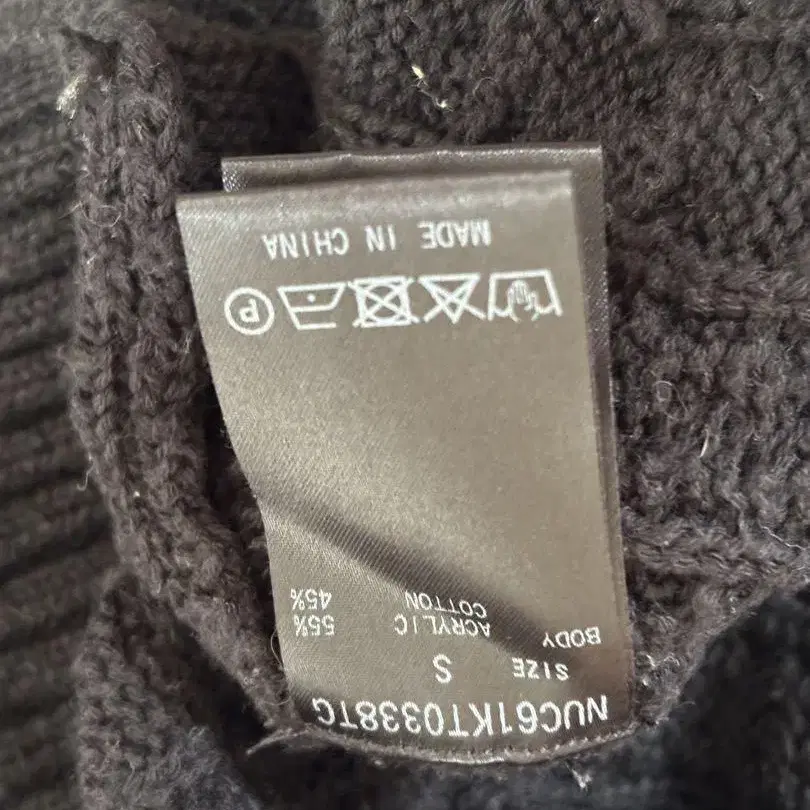 NUC61KT0338TG
SIZE S
BODY ACRYLIC 55%
COTTON 45%
P
MADE IN CHINA